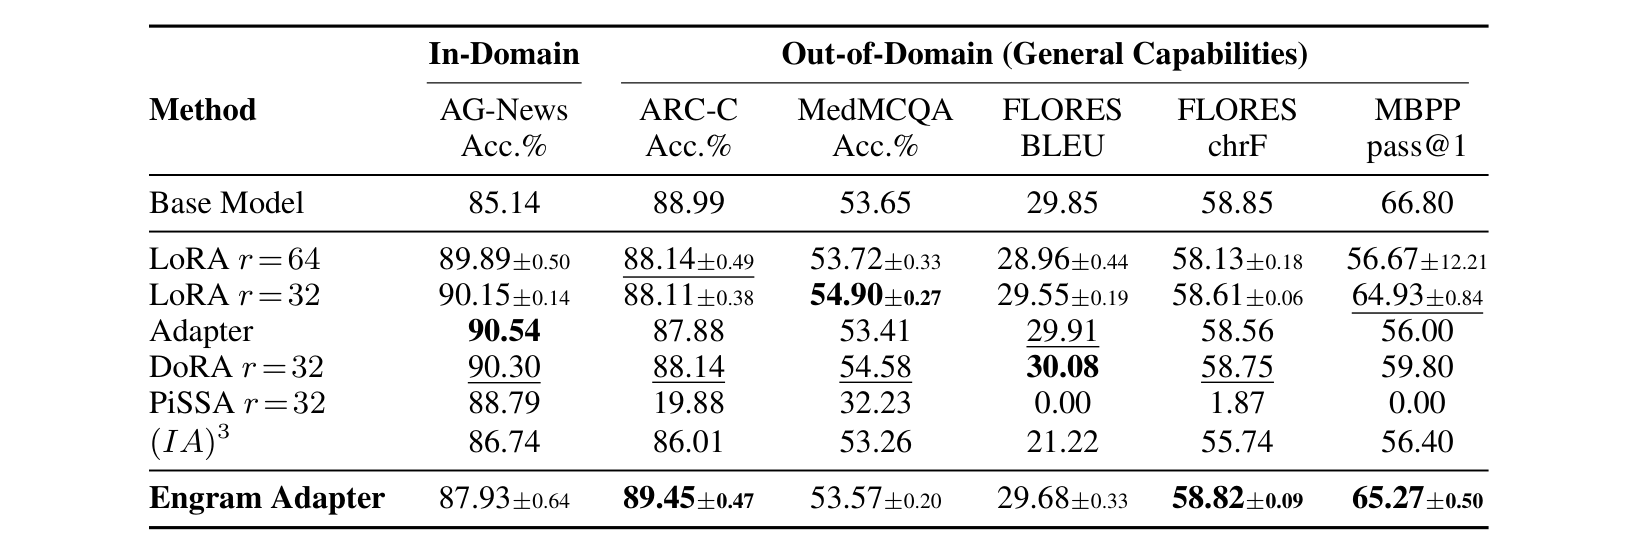 In-Domain Out-of-Domain (General Capabilities)
Method AG-News ARC-C MedMCQA FLORES FLORES MBPP
Acc.% Acc.% Acc.% BLEU chrF pass@1
Base Model 85.14 88.99 53.65 29.85 58.85 66.80
LoRA r = 64 89.89±0.50 88.14±0.49 53.72±0.33 28.96±0.44 58.13±0.18 56.67±12.21
LoRA r = 32 90.15±0.14 88.11±0.38 54.90±0.27 29.55±0.19 58.61±0.06 64.93±0.84
Adapter 90.54 87.88 53.41 29.91 58.56 56.00
DoRA r = 32 90.30 88.14 54.58 30.08 58.75 59.80
PiSSA r = 32 88.79 19.88 32.23 0.00 1.87 0.00
(IA)³ 86.74 86.01 53.26 21.22 55.74 56.40
Engram Adapter 87.93±0.64 89.45±0.47 53.57±0.20 29.68±0.33 58.82±0.09 65.27±0.50